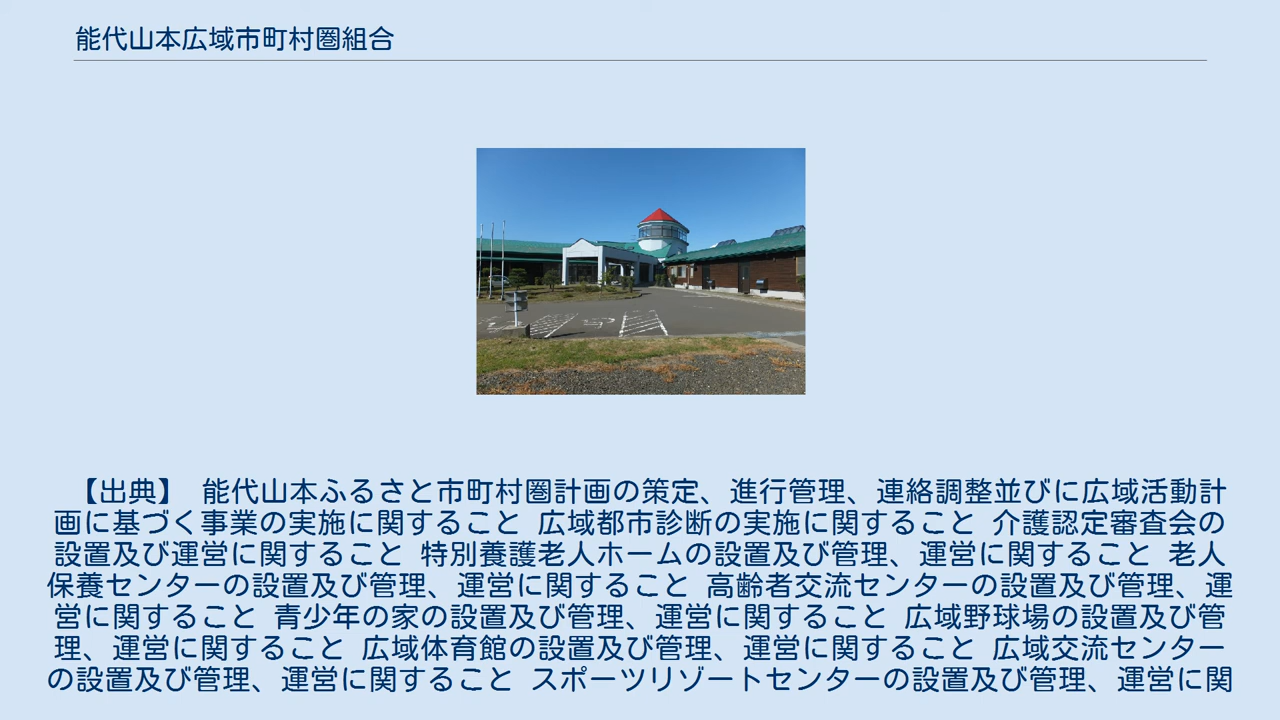 能代山本広域市町村圏組合
【出典】 能代山本ふるさと市町村圏計画の策定、進行管理、連絡調整並びに広域活動計
画に基づく事業の実施に関すること 広域都市診断の実施に関すること 介護認定審査会の
設置及び運営に関すること 特別養護老人ホームの設置及び管理、運営に関すること 老人
保養センターの設置及び管理、運営に関すること 高齢者交流センターの設置及び管理、運
営に関すること 青少年の家の設置及び管理、運営に関すること 広域野球場の設置及び管
理、運営に関すること 広域体育館の設置及び管理、運営に関すること 広域交流センター
の設置及び管理、運営に関すること スポーツリゾートセンターの設置及び管理、運営に関